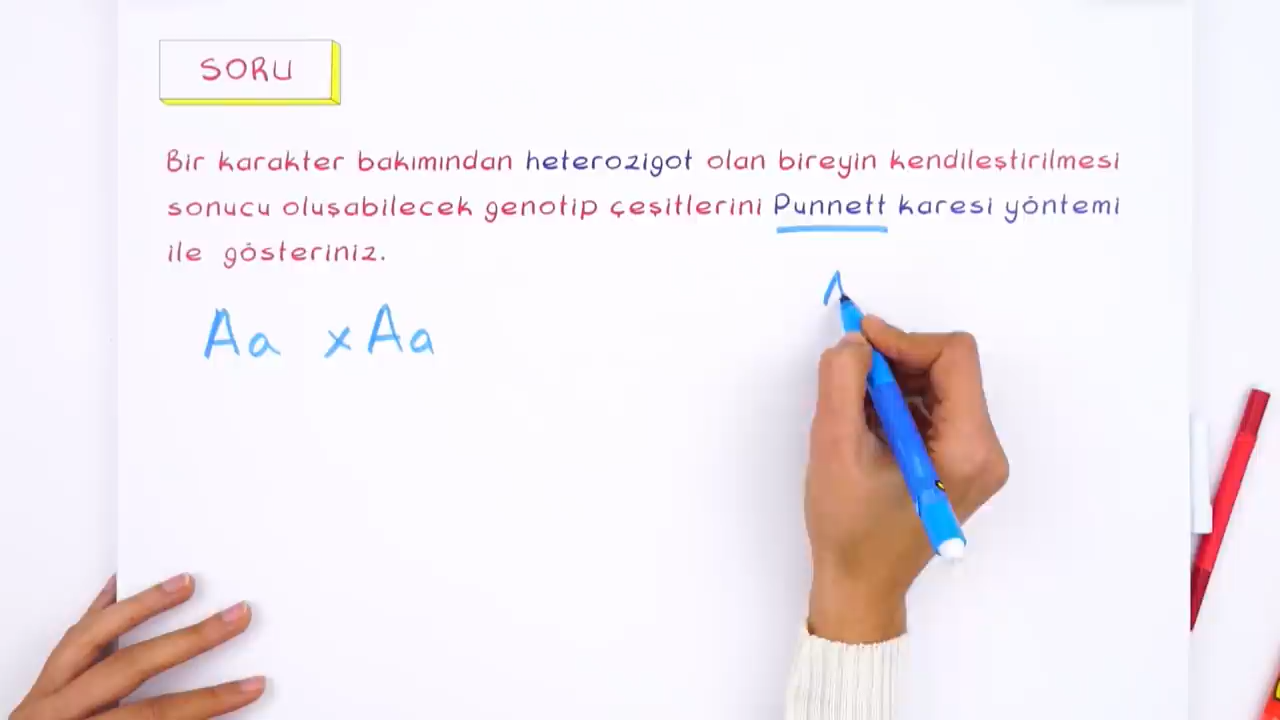 SORU
Bir karakter bakımından heterozigot olan bireyin kendileştirilmesi
sonucu oluşabilecek genotip çeşitlerini Punnett karesi yöntemi
ile gösteriniz.
Aa x Aa